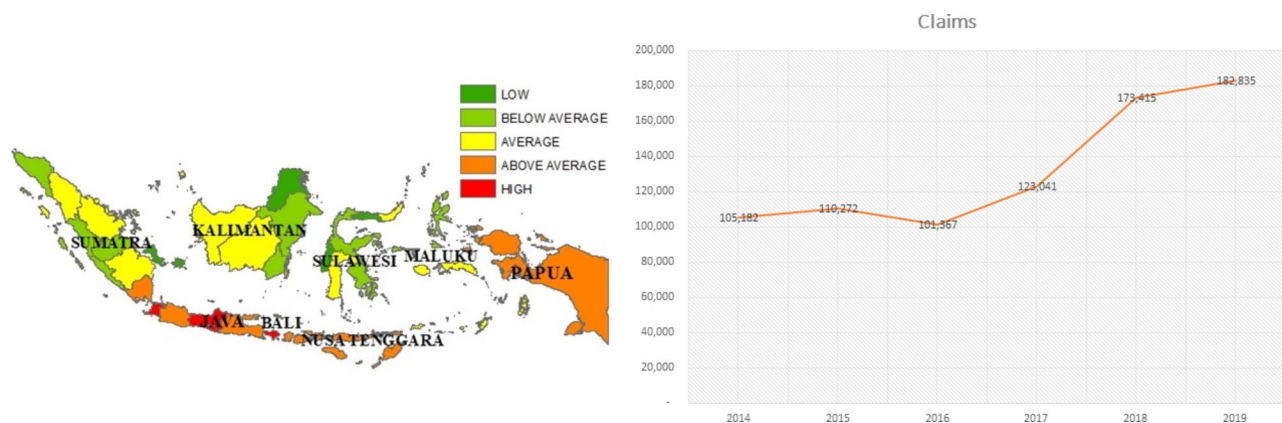 LOW
BELOW AVERAGE
AVERAGE
ABOVE AVERAGE
HIGH
SUMATRA
KALIMANTAN
SULAWESI
MALUKU
PAPUA
JAVA
BALI
NUSA TENGGARA
Claims
200,000
180,000
160,000
140,000
120,000
100,000
80,000
60,000
40,000
20,000
-
105,182
110,272
101,367
123,041
173,415
182,835
2014 2015 2016 2017 2018 2019